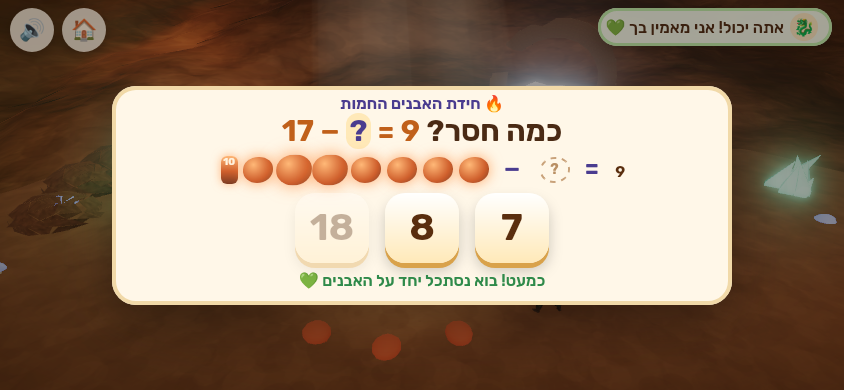 אתה יכול! אני מאמין בך 💚
🔥 חידת האבנים החמות
כמה חסר? 17 − ? = 9
10 − ? = 9
18 8 7
כמעט! בוא נסתכל יחד על האבנים 💚